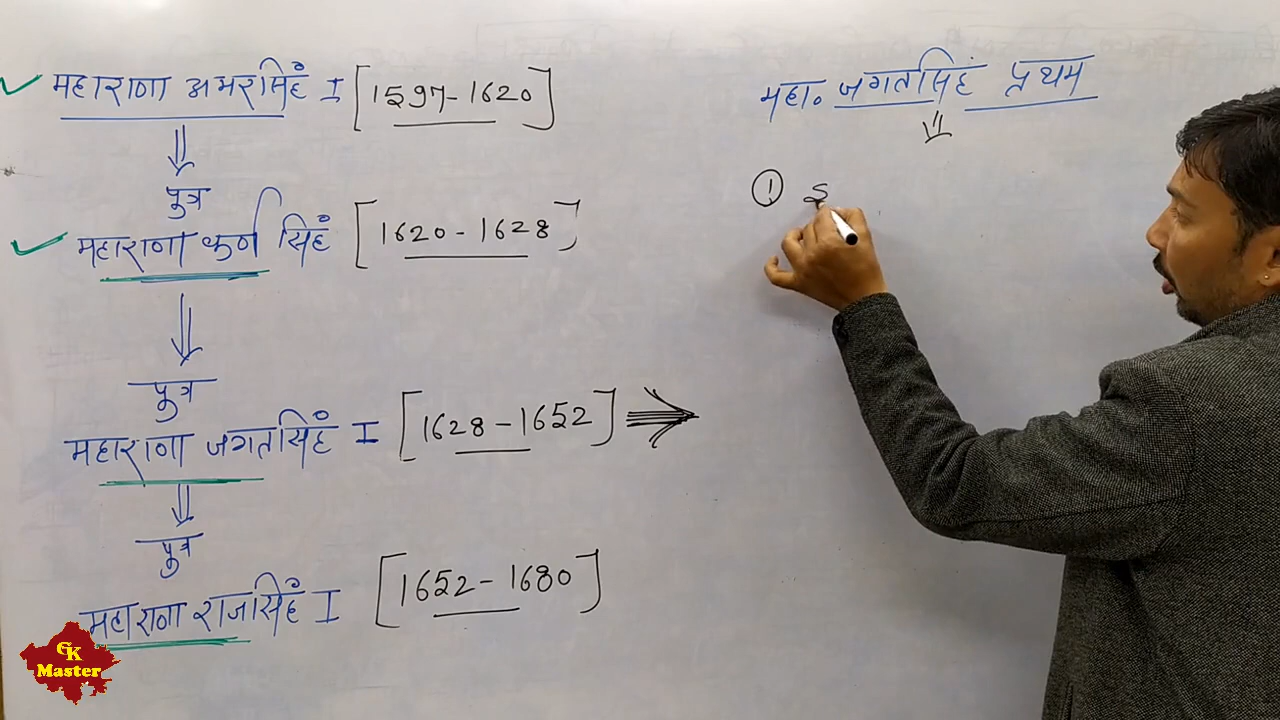 महाराणा अमरसिंह I [1597-1620]
पुत्र
महाराणा कर्ण सिंह [1620-1628]
पुत्र
महाराणा जगतसिंह I [1628-1652]
पुत्र
महाराणा राजसिंह I [1652-1680]
महा॰ जगतसिंह प्रथम
①
GK
Master